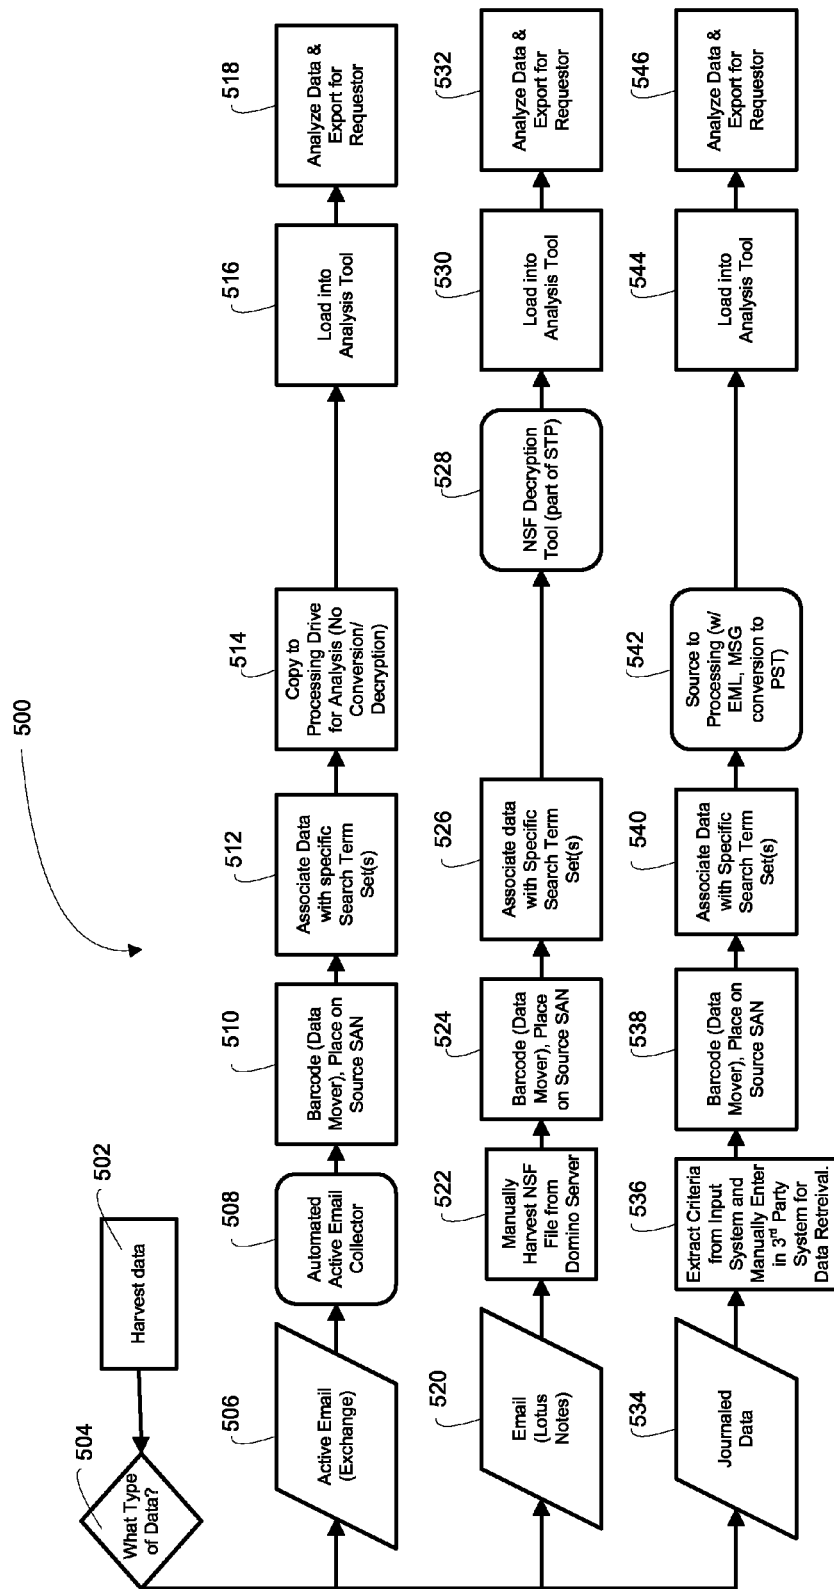 500
502
Harvest data
504
What Type
of Data?
506
Active Email
(Exchange)
508
Automated
Active Email
Collector
510
Barcode (Data
Mover), Place on
Source SAN
512
Associate Data
with specific
Search Term
Set(s)
514
Copy to
Processing Drive
for Analysis (No
Conversion/
Decryption)
516
Load into
Analysis Tool
518
Analyze Data &
Export for
Requestor
520
Email
(Lotus
Notes)
522
Manually
Harvest NSF
File from
Domino Server
524
Barcode (Data
Mover), Place
on Source SAN
526
Associate data
with Specific
Search Term
Set(s)
528
NSF Decryption
Tool (part of STP)
530
Load into
Analysis Tool
532
Analyze Data &
Export for
Requestor
534
Journaled
Data
536
Extract Criteria
from Input
System and
Manually Enter
in 3rd Party
System for
Data Retreival.
538
Barcode (Data
Mover), Place on
Source SAN
540
Associate Data
with Specific
Search Term
Set(s)
542
Source to
Processing (w/
EML, MSG
conversion to
PST)
544
Load into
Analysis Tool
546
Analyze Data &
Export for
Requestor